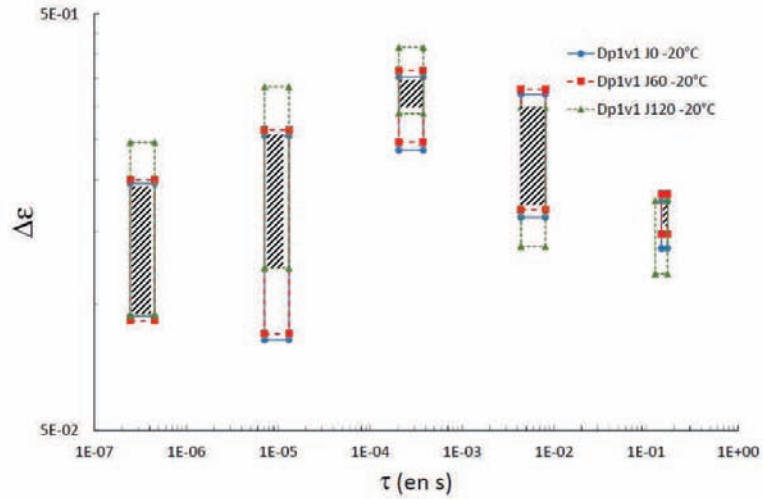 5E-01
Dp1v1 J0 -20°C
Dp1v1 J60 -20°C
Dp1v1 J120 -20°C
Δε
5E-02
1E-07 1E-06 1E-05 1E-04 1E-03 1E-02 1E-01 1E+00
τ (en s)